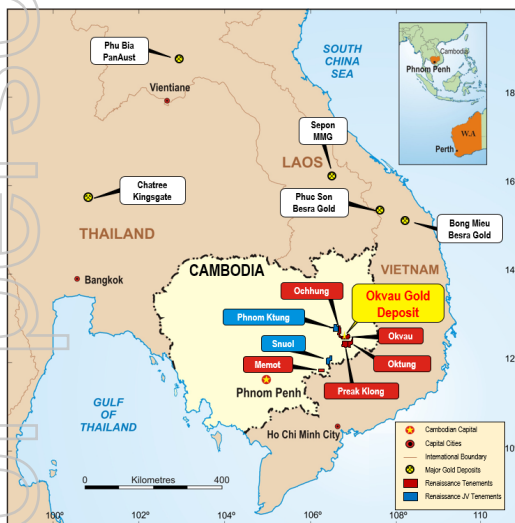 Phu Bia
PanAust
SOUTH
CHINA
SEA
Cambodia
Phnom Penh
W.A
Perth
Vientiane
18
Sepon
MMG
LAOS
16
Chatree
Kingsgate
Phuc Son
Besra Gold
Bong Mieu
Besra Gold
THAILAND
VIETNAM
14
Bangkok
CAMBODIA
Ochhung
Okvau Gold
Deposit
Phnom Ktung
Okvau
Snuol
Oktung
12
Memot
Phnom Penh
Preak Klong
GULF
OF
THAILAND
Ho Chi Minh City
10
0 Kilometres 400
Cambodian Capital
Capital Cities
International Boundary
Major Gold Deposits
Renaissance Tenements
Renaissance JV Tenements
100° 102° 104° 106° 108° 110